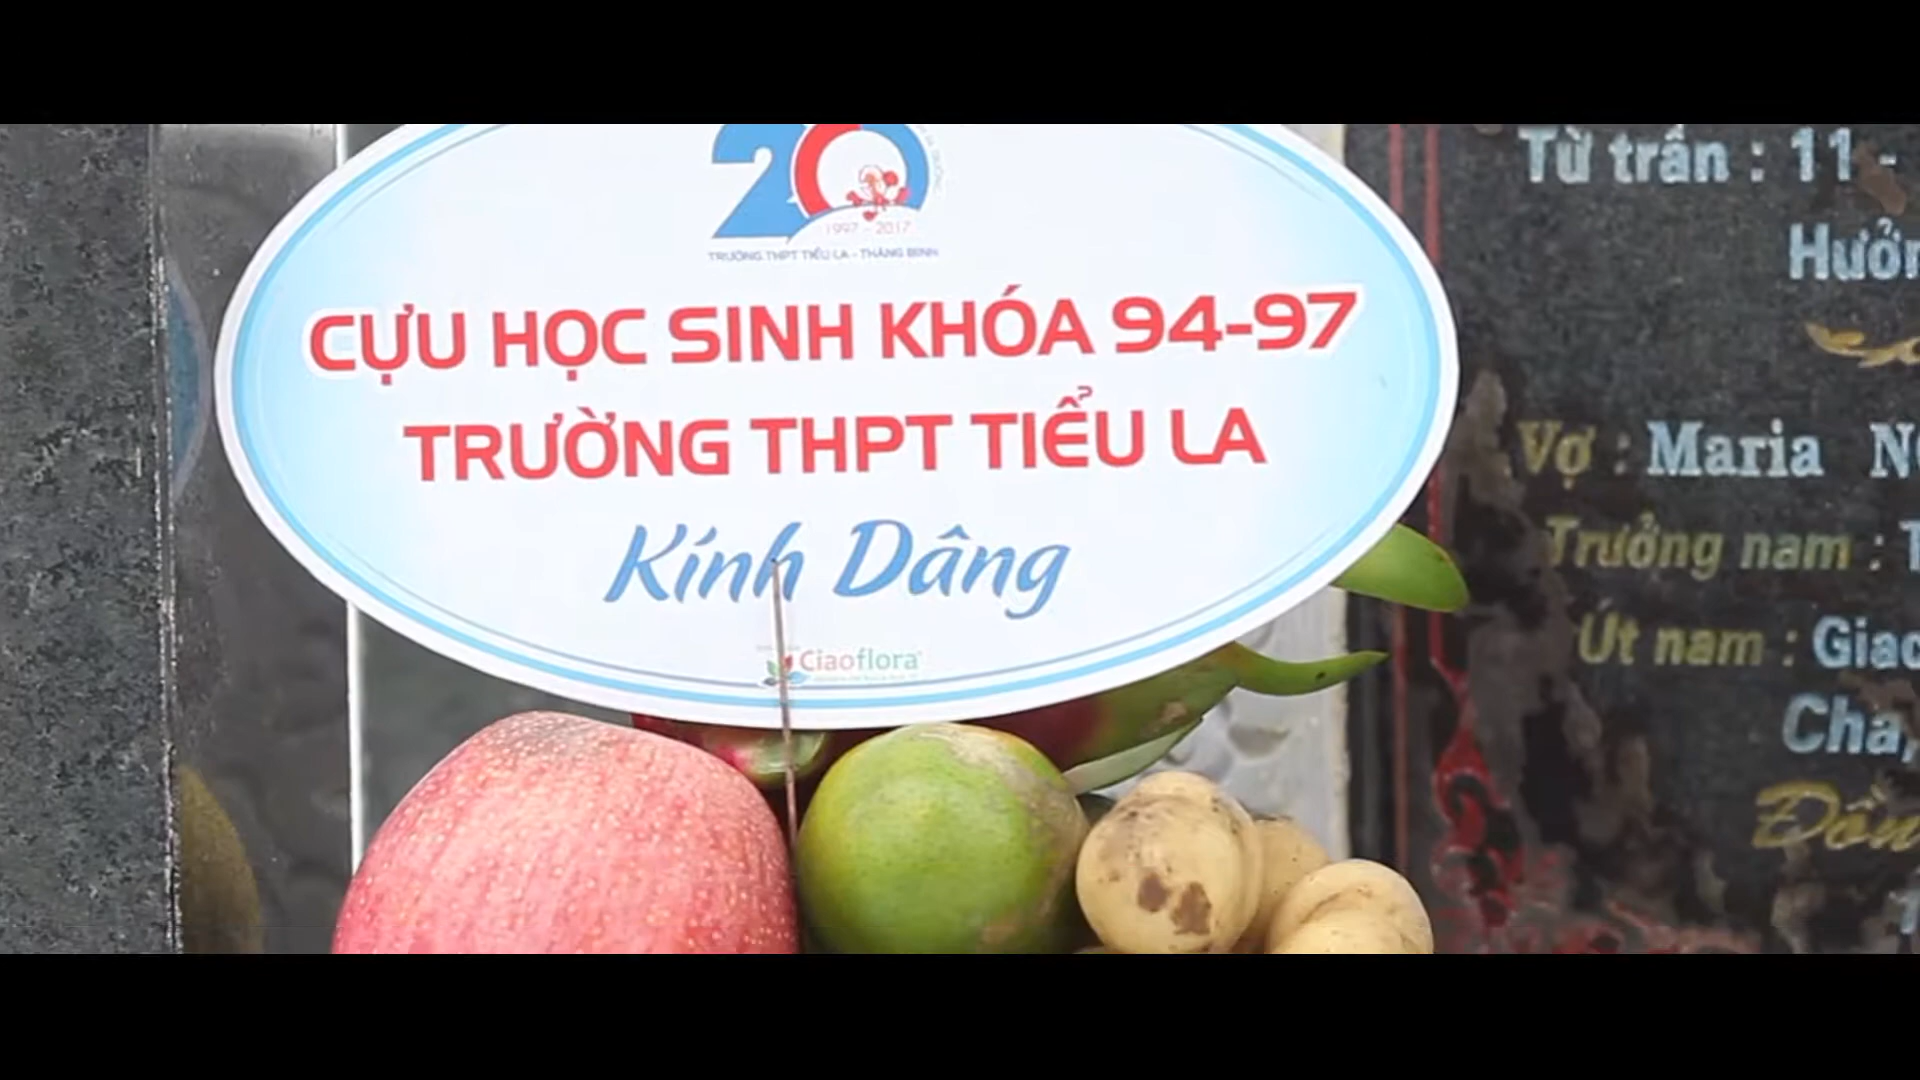 20
1997 - 2017
TRƯỜNG THPT TIỂU LA - THĂNG BÌNH
CỰU HỌC SINH KHÓA 94-97
TRƯỜNG THPT TIỂU LA
Kính Dâng
Ciaoflora
Từ trần : 11 -
Vợ : Maria
Trưởng nam :
Út nam :
Cha,